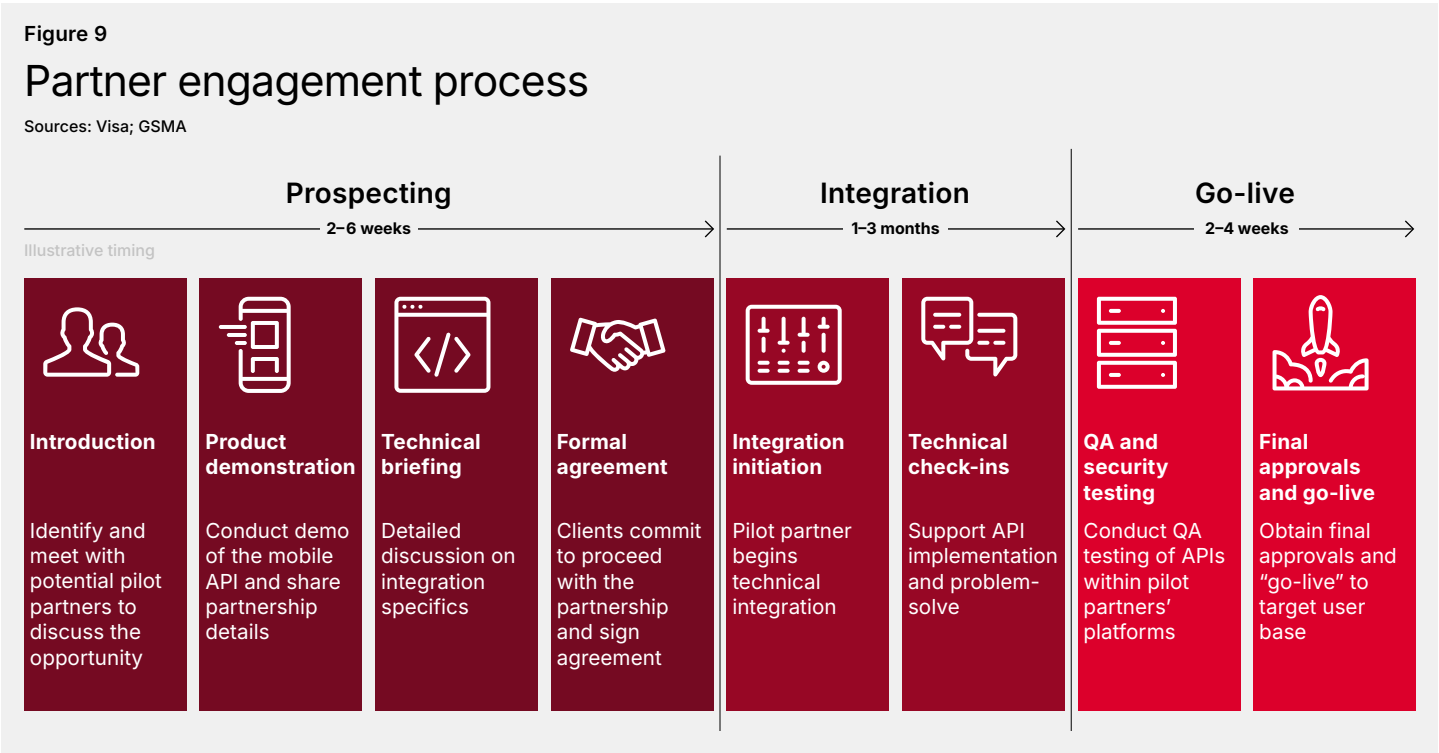 Figure 9
Partner engagement process
Sources: Visa; GSMA
Prospecting
2–6 weeks
Illustrative timing
Integration
1–3 months
Go-live
2–4 weeks
Introduction
Identify and
meet with
potential pilot
partners to
discuss the
opportunity
Product
demonstration
Conduct demo
of the mobile
API and share
partnership
details
Technical
briefing
Detailed
discussion on
integration
specifics
Formal
agreement
Clients commit
to proceed
with the
partnership
and sign
agreement
Integration
initiation
Pilot partner
begins
technical
integration
Technical
check-ins
Support API
implementation
and problem-
solve
QA and
security
testing
Conduct QA
testing of APIs
within pilot
partners’
platforms
Final
approvals
and go-live
Obtain final
approvals and
“go-live” to
target user
base